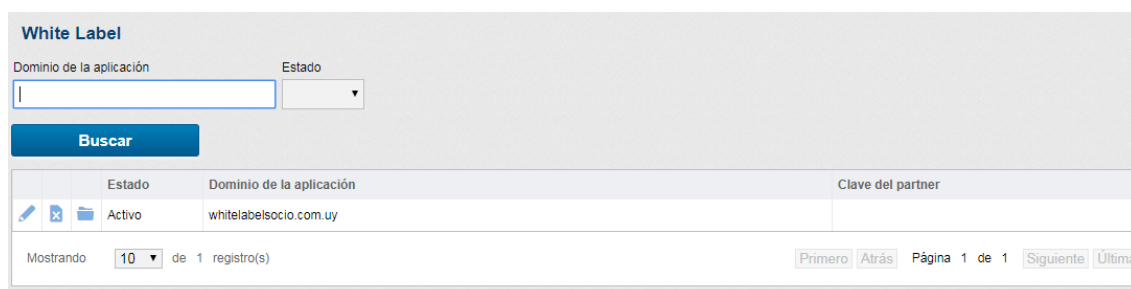 White Label
Dominio de la aplicación Estado
Buscar
Estado Dominio de la aplicación Clave del partner
Activo whitelabelsocio.com.uy
Mostrando 10 de 1 registro(s) Primero Atrás Página 1 de 1 Siguiente Última